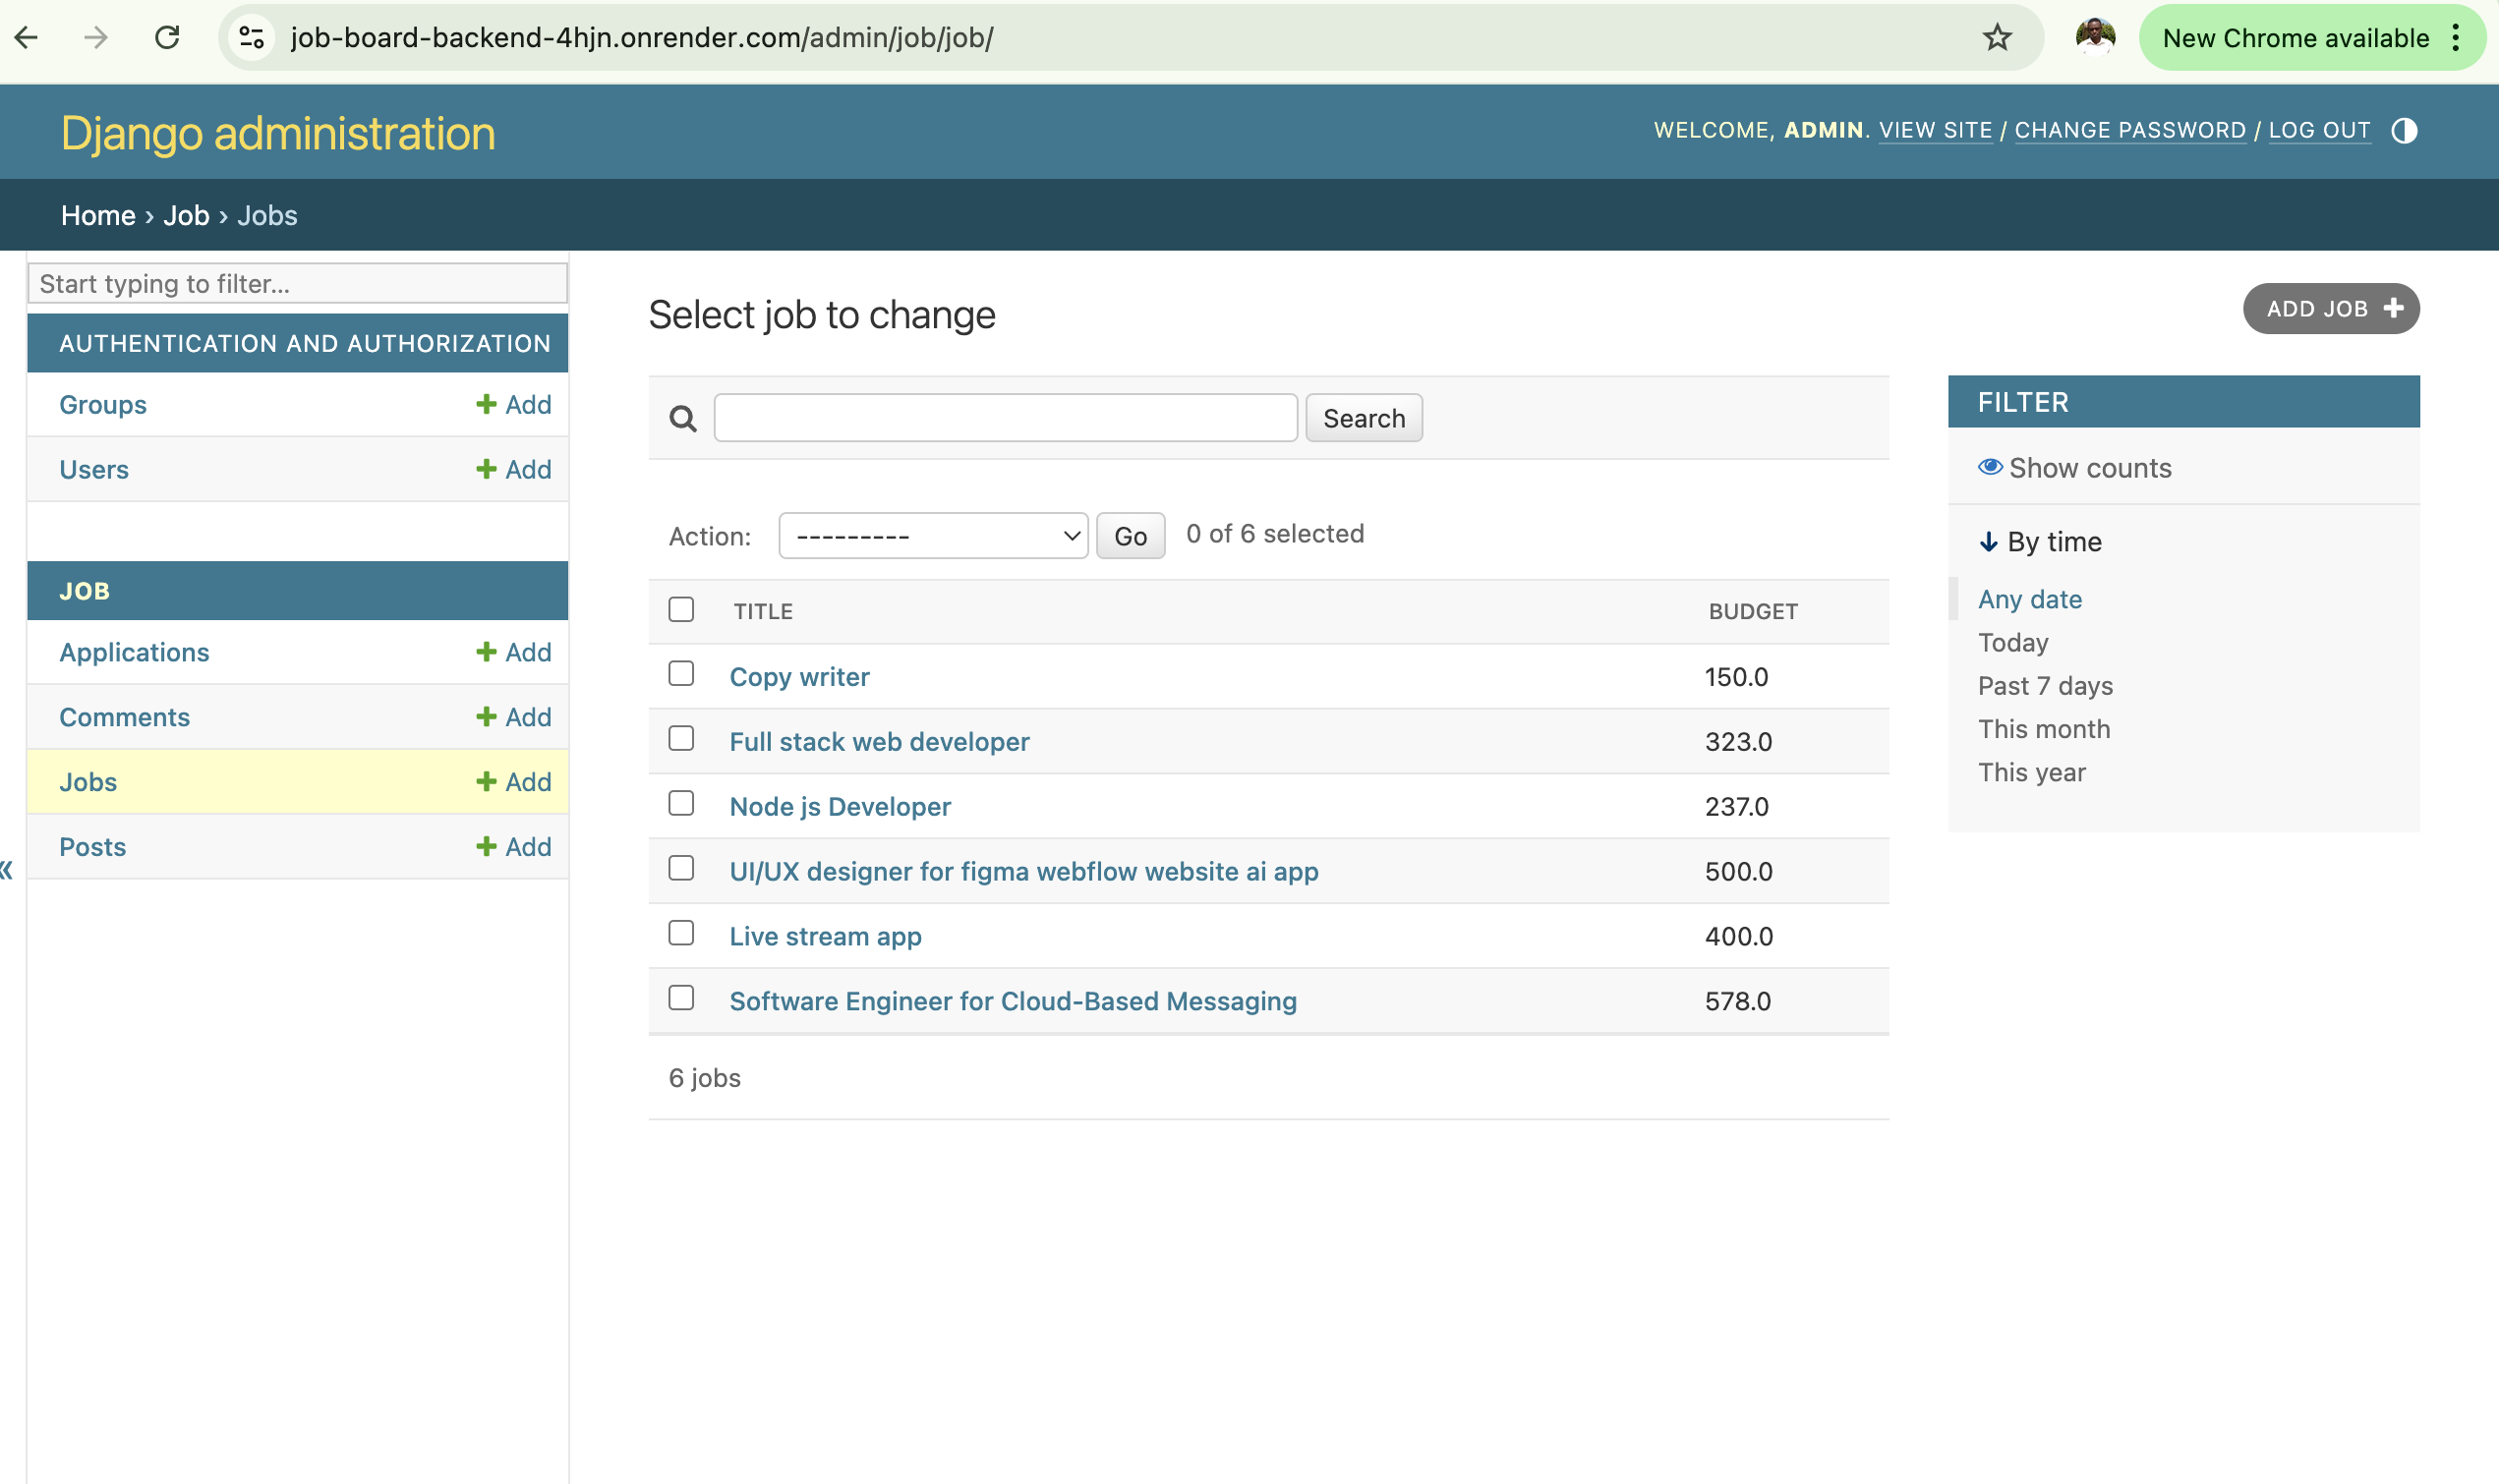 job-board-backend-4hjn.onrender.com/admin/job/job/
New Chrome available
Django administration
WELCOME, ADMIN. VIEW SITE / CHANGE PASSWORD / LOG OUT
Home › Job › Jobs
Start typing to filter...
AUTHENTICATION AND AUTHORIZATION
Groups + Add
Users + Add
JOB
Applications + Add
Comments + Add
Jobs + Add
Posts + Add
«
Select job to change
ADD JOB +
Search
Action: --------- Go 0 of 6 selected
TITLE BUDGET
Copy writer 150.0
Full stack web developer 323.0
Node js Developer 237.0
UI/UX designer for figma webflow website ai app 500.0
Live stream app 400.0
Software Engineer for Cloud-Based Messaging 578.0
6 jobs
FILTER
Show counts
↓ By time
Any date
Today
Past 7 days
This month
This year